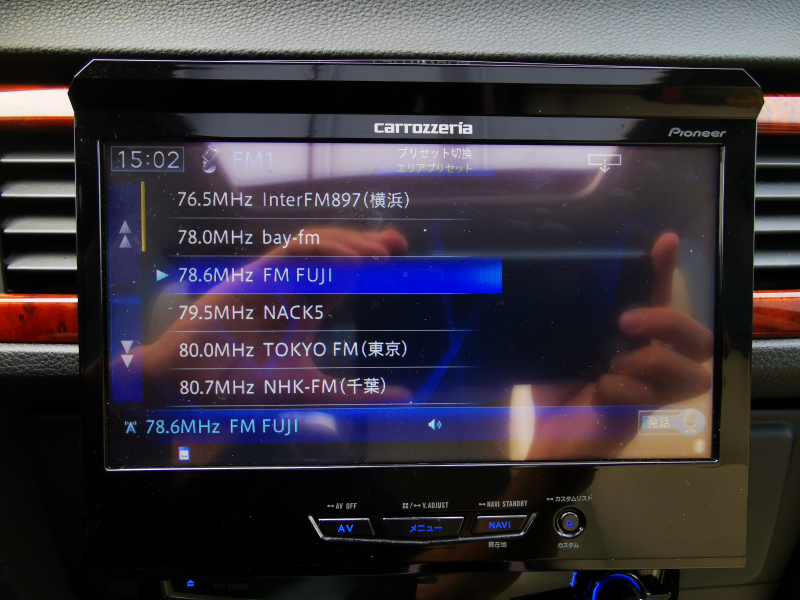 carrozzeria
Pioneer
15:02 FM1 プリセット切換
エリアプリセット
76.5MHz InterFM897(横浜)
78.0MHz bay-fm
78.6MHz FM FUJI
79.5MHz NACK5
80.0MHz TOKYO FM(東京)
80.7MHz NHK-FM(千葉)
78.6MHz FM FUJI 発話
AV OFF V.ADJUST NAVI STANDBY カスタムリスト
AV メニュー NAVI
現在地 カスタム